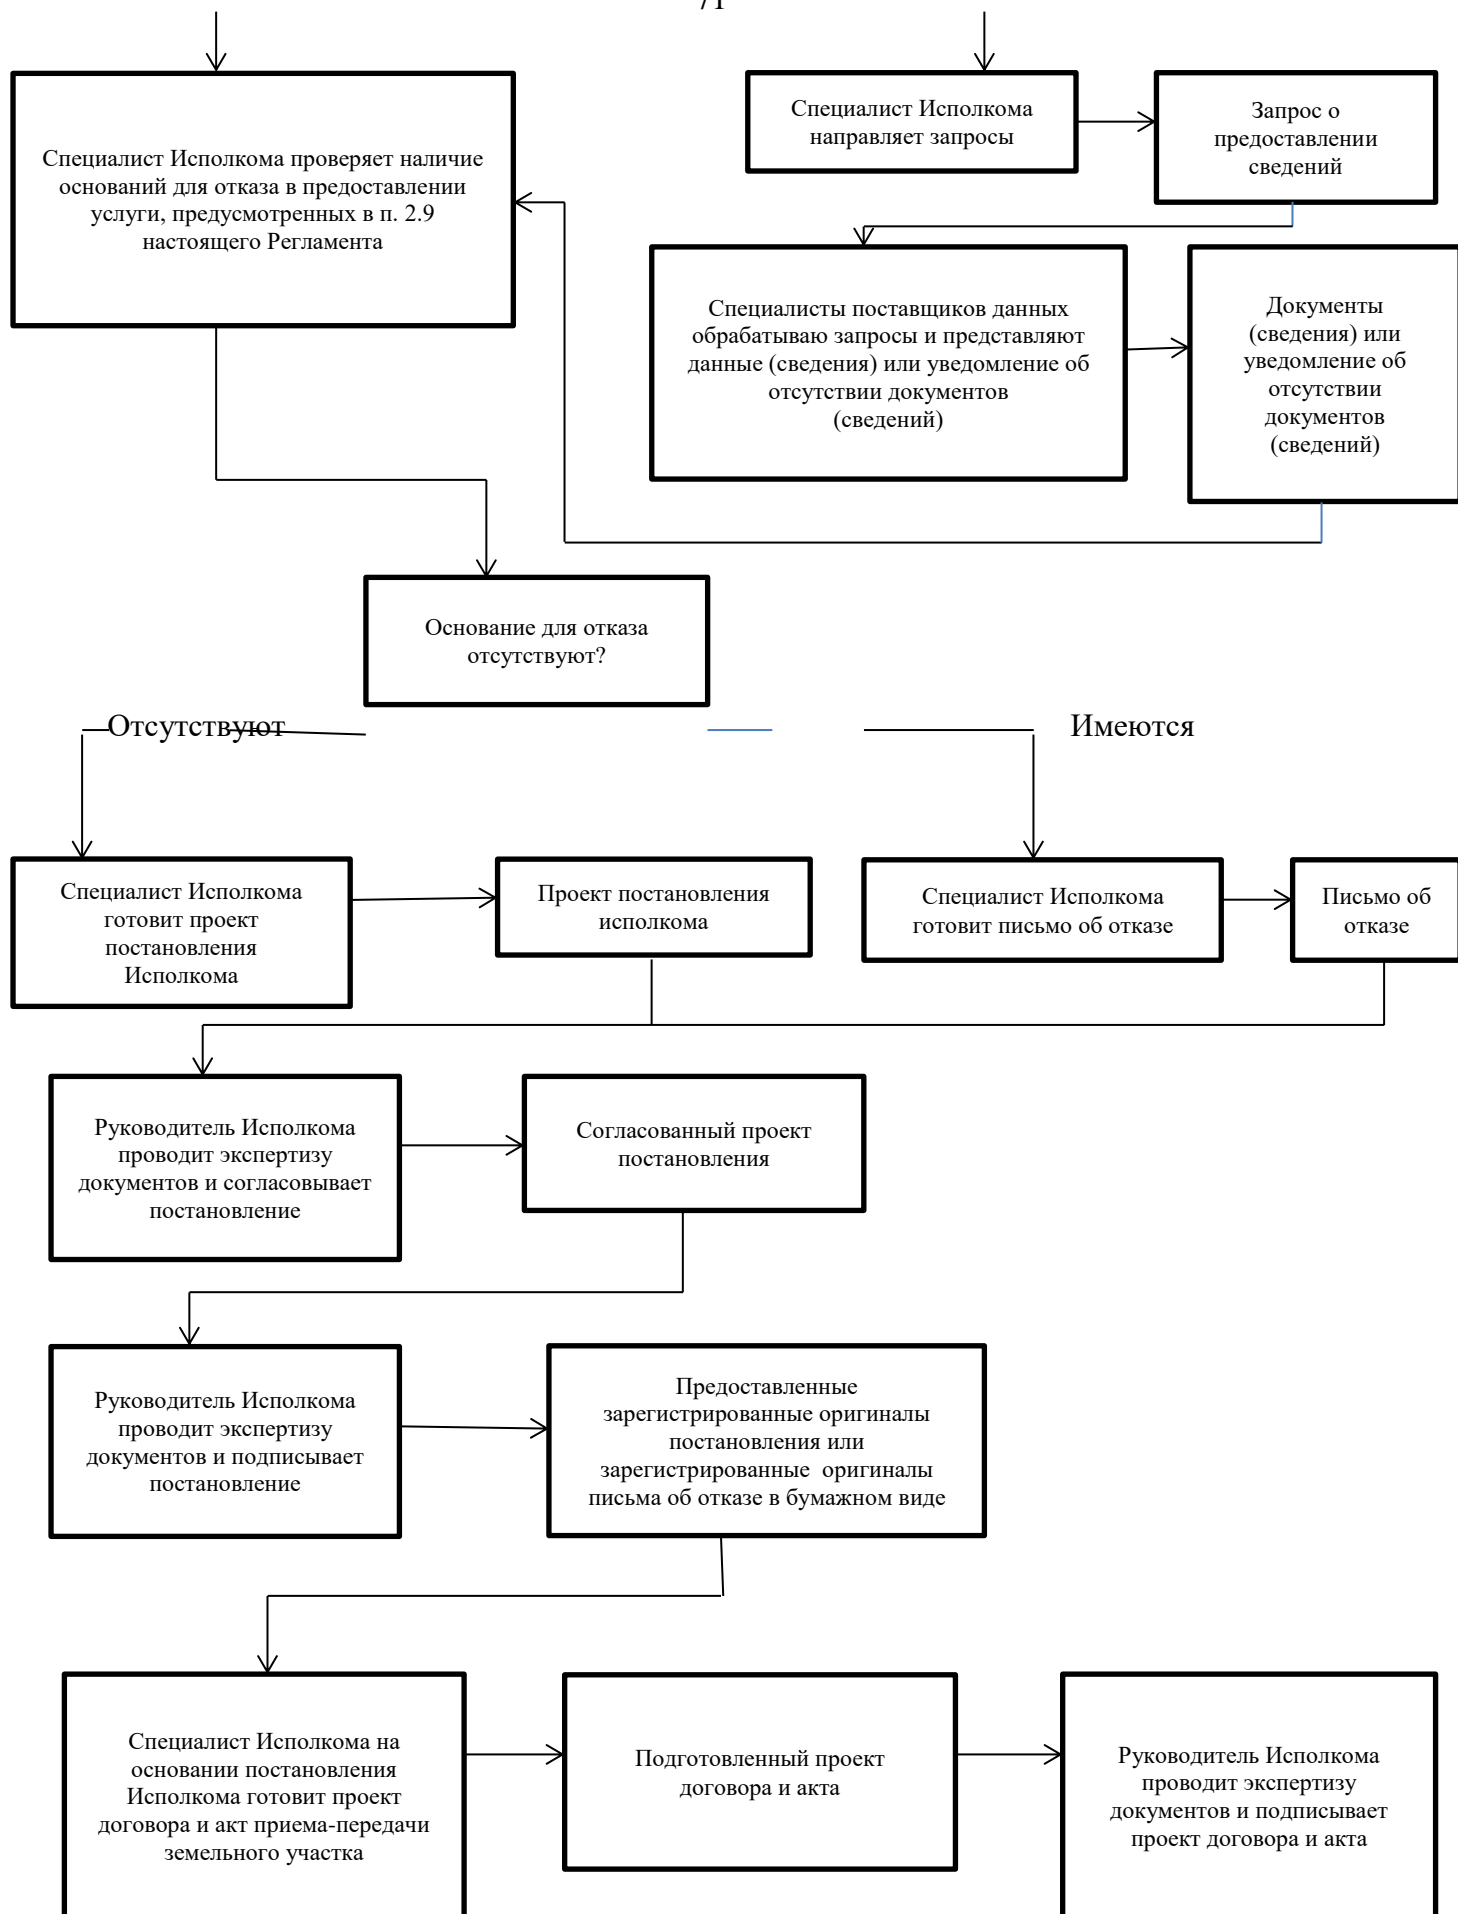 Специалист Исполкома проверяет наличие
оснований для отказа в предоставлении
услуги, предусмотренных в п. 2.9
настоящего Регламента
Специалист Исполкома
направляет запросы
Запрос о
предоставлении
сведений
Специалисты поставщиков данных
обрабатываю запросы и представляют
данные (сведения) или уведомление об
отсутствии документов
(сведений)
Документы
(сведения) или
уведомление об
отсутствии
документов
(сведений)
Основание для отказа
отсутствуют?
Отсутствуют
Имеются
Специалист Исполкома
готовит проект
постановления
Исполкома
Проект постановления
исполкома
Специалист Исполкома
готовит письмо об отказе
Письмо об
отказе
Руководитель Исполкома
проводит экспертизу
документов и согласовывает
постановление
Согласованный проект
постановления
Руководитель Исполкома
проводит экспертизу
документов и подписывает
постановление
Предоставленные
зарегистрированные оригиналы
постановления или
зарегистрированные оригиналы
письма об отказе в бумажном виде
Специалист Исполкома на
основании постановления
Исполкома готовит проект
договора и акт приема-передачи
земельного участка
Подготовленный проект
договора и акта
Руководитель Исполкома
проводит экспертизу
документов и подписывает
проект договора и акта